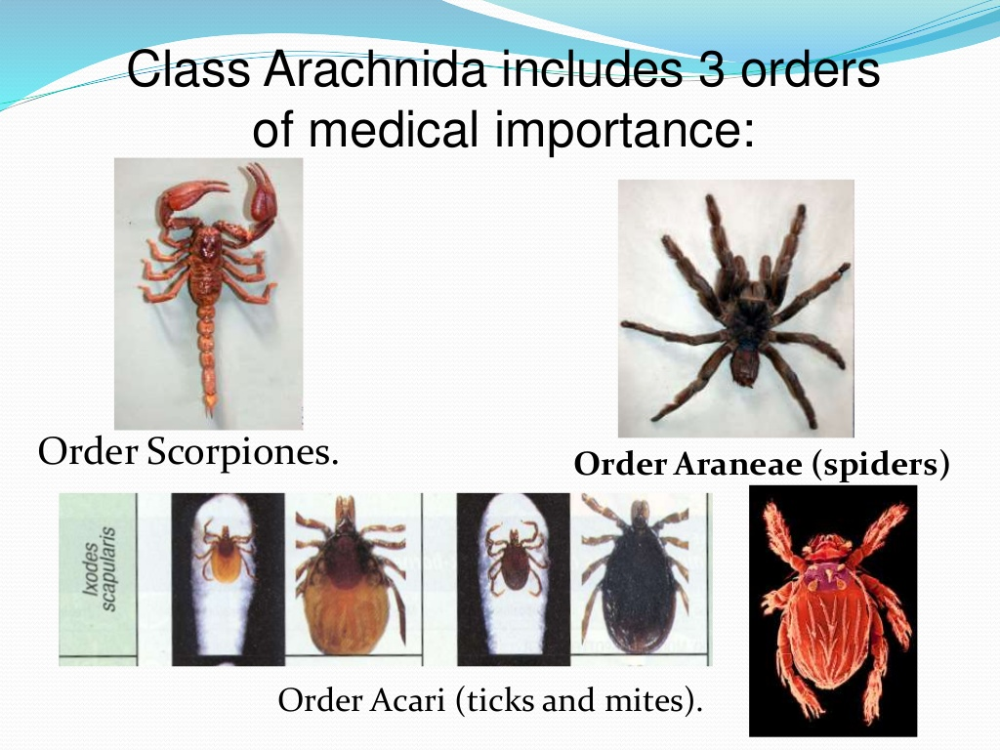 Class Arachnida includes 3 orders
of medical importance:
Order Scorpiones.
Order Araneae (spiders)
Ixodes
scapularis
Order Acari (ticks and mites).